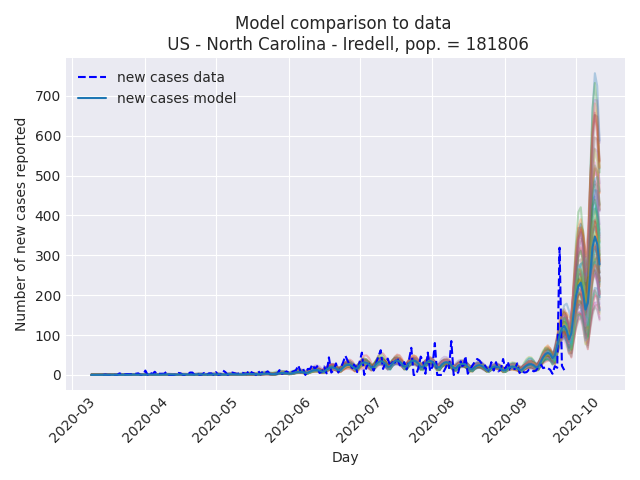 Model comparison to data
US - North Carolina - Iredell, pop. = 181806
new cases data
new cases model
Number of new cases reported
700
600
500
400
300
200
100
0
2020-03
2020-04
2020-05
2020-06
2020-07
2020-08
2020-09
2020-10
Day